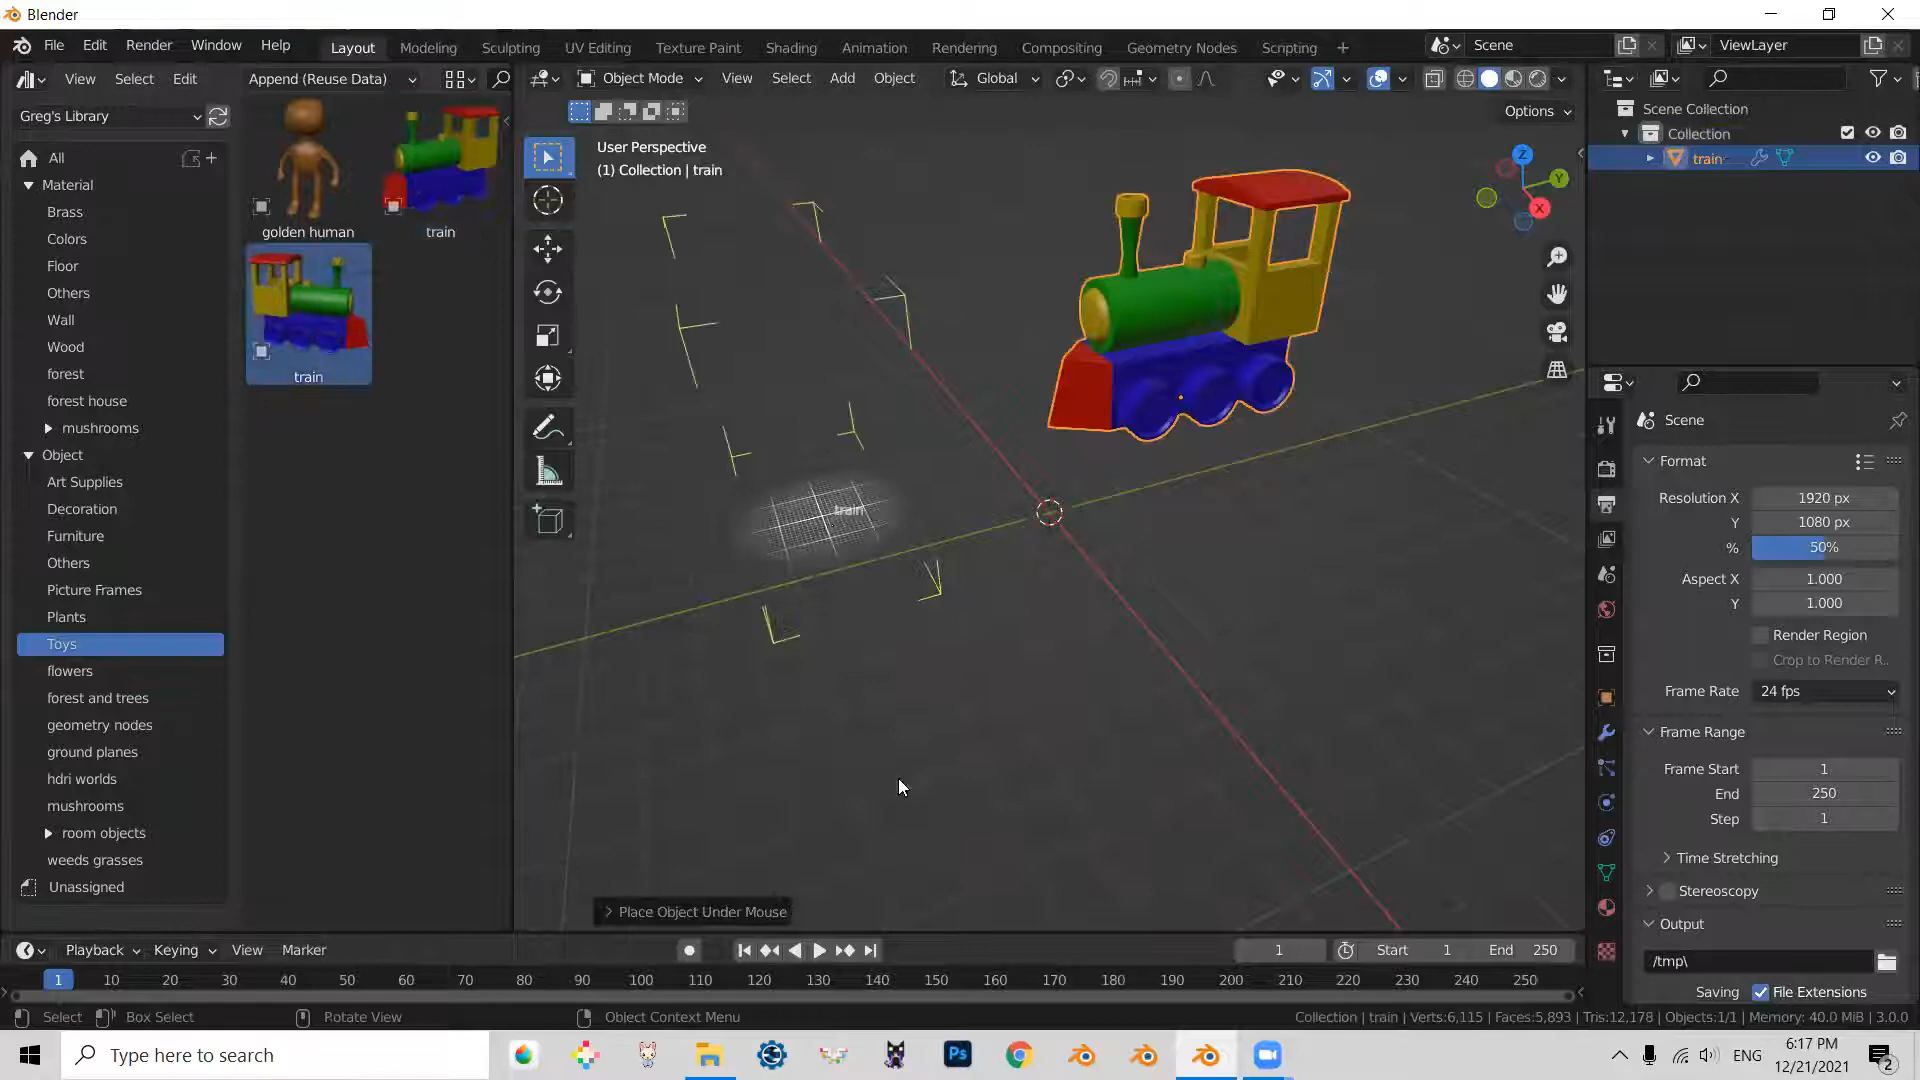 Blender
File Edit Render Window Help Layout Modeling Sculpting UV Editing Texture Paint Shading Animation Rendering Compositing Geometry Nodes Scripting + Scene ViewLayer
View Select Edit Append (Reuse Data) Object Mode View Select Add Object Global
Greg's Library
Options
All
Material
Brass
Colors
Floor
Others
Wall
Wood
forest
forest house
mushrooms
Object
Art Supplies
Decoration
Furniture
Others
Picture Frames
Plants
Toys
flowers
forest and trees
geometry nodes
ground planes
hdri worlds
mushrooms
room objects
weeds grasses
Unassigned
golden human
train
train
User Perspective
(1) Collection | train
train
Z
Y
X
Place Object Under Mouse
Scene Collection
Collection
train
Scene
Format
Resolution X 1920 px
Y 1080 px
% 50%
Aspect X 1.000
Y 1.000
Render Region
Crop to Render R..
Frame Rate 24 fps
Frame Range
Frame Start 1
End 250
Step 1
Time Stretching
Stereoscopy
Output
/tmp\
Saving File Extensions
Playback Keying View Marker 1 Start 1 End 250
1 10 20 30 40 50 60 70 80 90 100 110 120 130 140 150 160 170 180 190 200 210 220 230 240 250
Select Box Select Rotate View Object Context Menu Collection | train | Verts:6,115 | Faces:5,893 | Tris:12,178 | Objects:1/1 | Memory: 40.0 MiB | 3.0.0
Type here to search
Ps
ENG
6:17 PM
12/21/2021
2